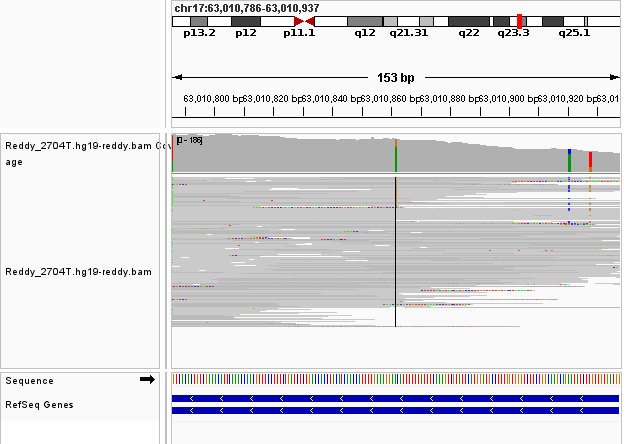 chr17:63,010,786-63,010,937
p13.2 p12 p11.1 q12 q21.31 q22 q23.3 q25.1
153 bp
63,010,800 bp 63,010,820 bp 63,010,840 bp 63,010,860 bp 63,010,880 bp 63,010,900 bp 63,010,920 bp 63,01
Reddy_2704T.hg19-reddy.bam Cov
age
[0 - 186]
Reddy_2704T.hg19-reddy.bam
Sequence
RefSeq Genes